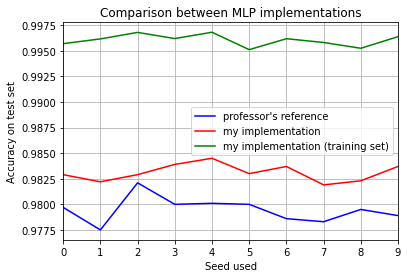 Comparison between MLP implementations
0.9975
0.9950
0.9925
0.9900
0.9875
0.9850
0.9825
0.9800
0.9775
Accuracy on test set
professor's reference
my implementation
my implementation (training set)
0 1 2 3 4 5 6 7 8 9
Seed used